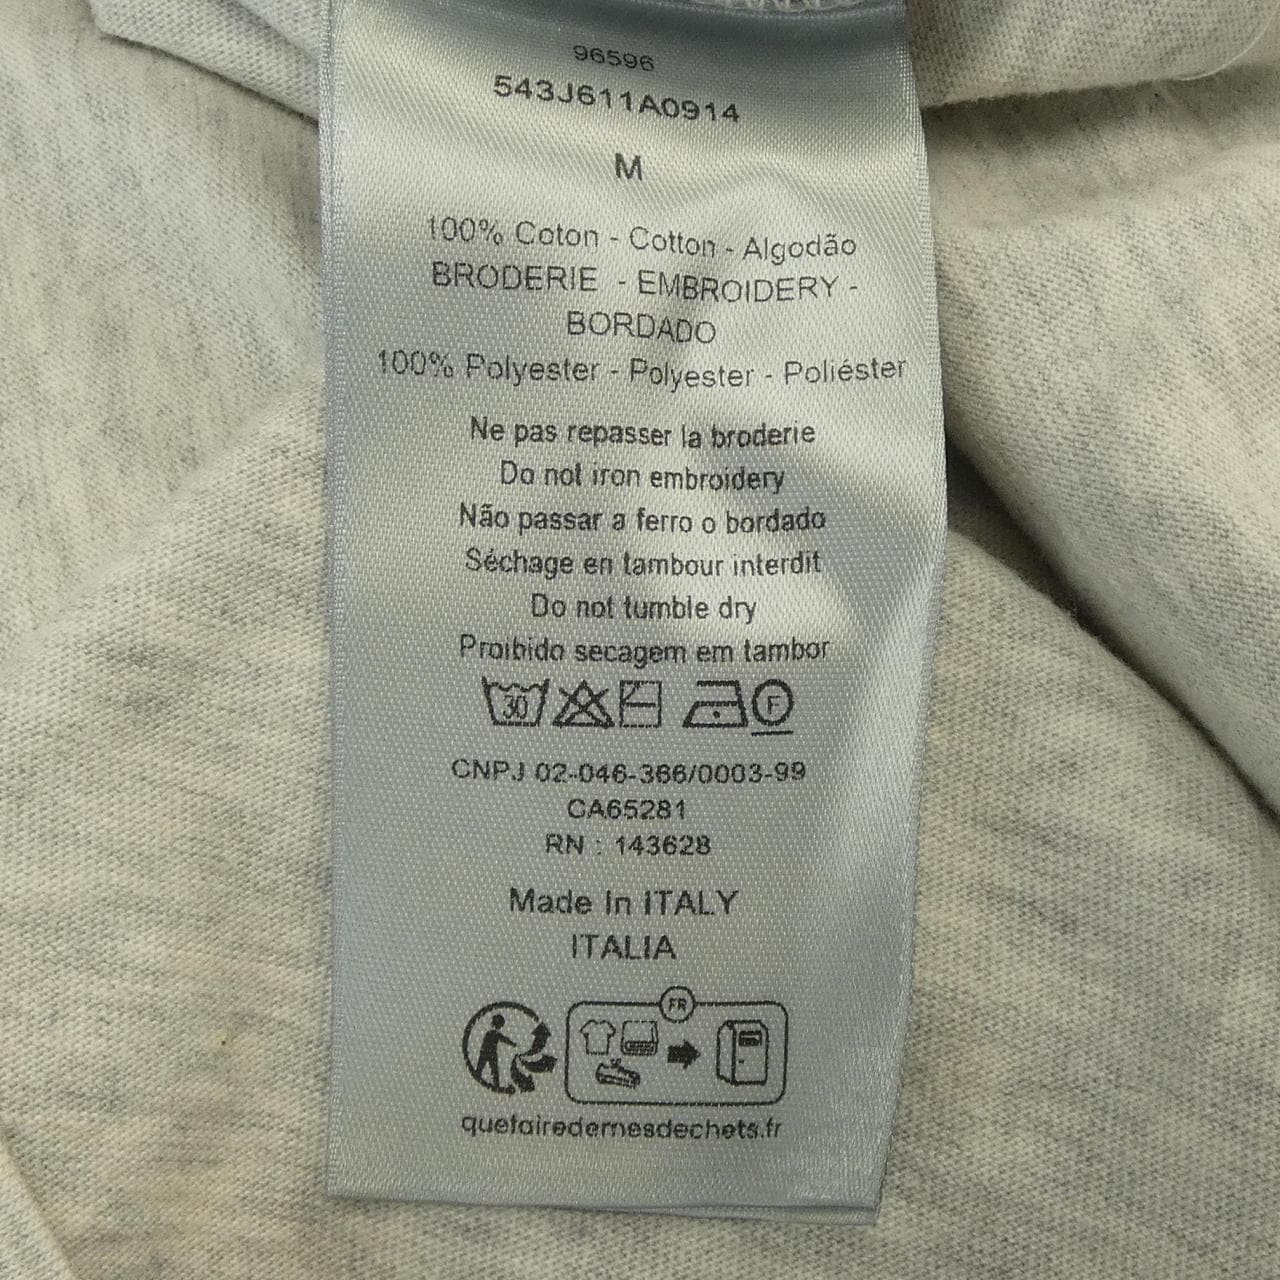 96596
543J611A0914
M
100% Coton - Cotton - Algodão
BRODERIE - EMBROIDERY -
BORDADO
100% Polyester - Polyester - Poliéster
Ne pas repasser la broderie
Do not iron embroidery
Não passar a ferro o bordado
Séchage en tambour interdit
Do not tumble dry
Proibido secagem em tambor
30 F
CNPJ 02-046-366/0003-99
CA65281
RN : 143628
Made In ITALY
ITALIA
FR
quefairedemesdechets.fr